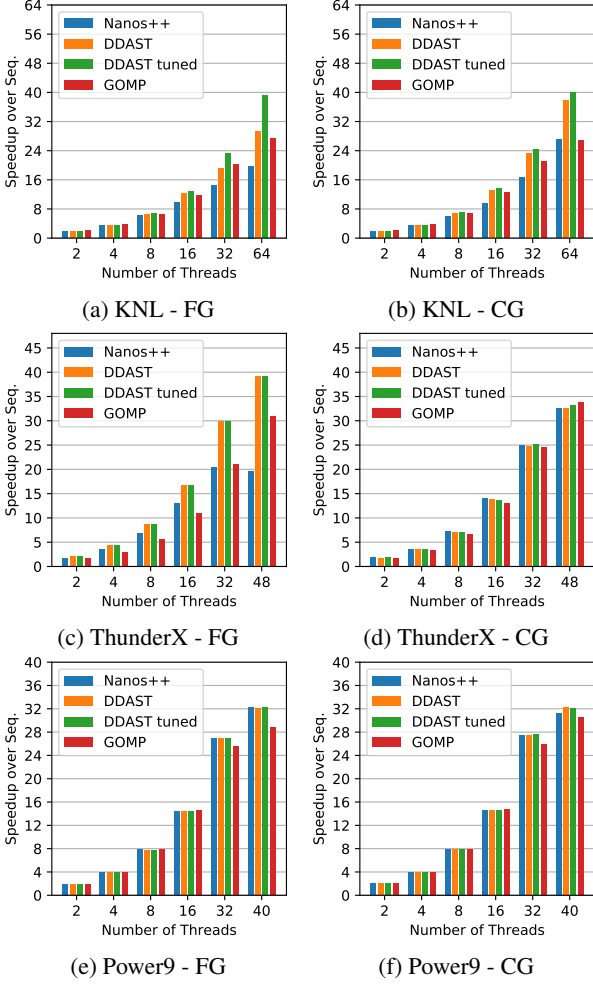 64 64
56 56
48 48
40 40
32 32
24 24
16 16
8 8
0 0
Speedup over Seq. Speedup over Seq.
Nanos++ Nanos++
DDAST DDAST
DDAST tuned DDAST tuned
GOMP GOMP
2 4 8 16 32 64 2 4 8 16 32 64
Number of Threads Number of Threads
(a) KNL - FG (b) KNL - CG
45 45
40 40
35 35
30 30
25 25
20 20
15 15
10 10
5 5
0 0
Speedup over Seq. Speedup over Seq.
Nanos++ Nanos++
DDAST DDAST
DDAST tuned DDAST tuned
GOMP GOMP
2 4 8 16 32 48 2 4 8 16 32 48
Number of Threads Number of Threads
(c) ThunderX - FG (d) ThunderX - CG
40 40
36 36
32 32
28 28
24 24
20 20
16 16
12 12
8 8
4 4
0 0
Speedup over Seq. Speedup over Seq.
Nanos++ Nanos++
DDAST DDAST
DDAST tuned DDAST tuned
GOMP GOMP
2 4 8 16 32 40 2 4 8 16 32 40
Number of Threads Number of Threads
(e) Power9 - FG (f) Power9 - CG